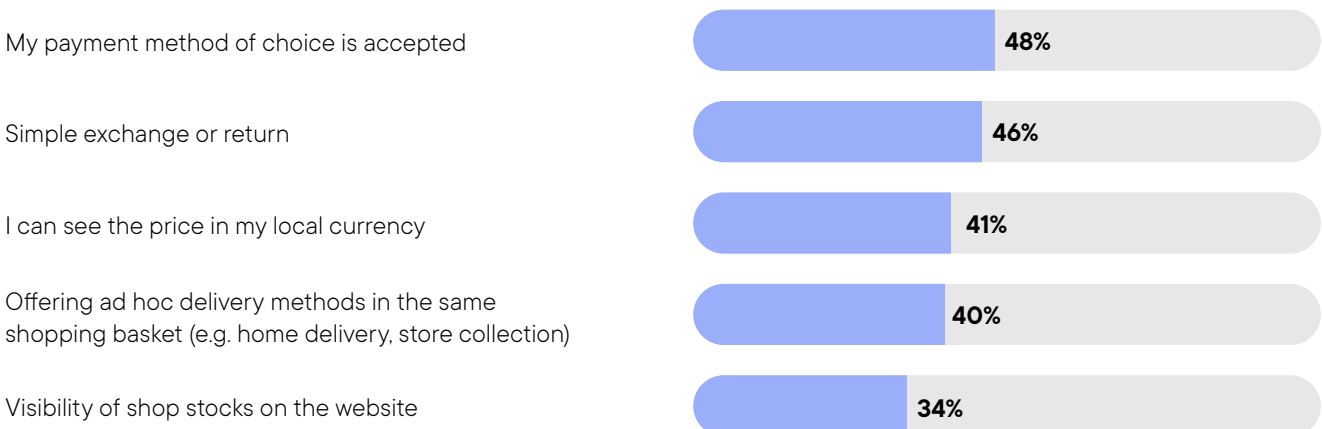 My payment method of choice is accepted 48%
Simple exchange or return 46%
I can see the price in my local currency 41%
Offering ad hoc delivery methods in the same
shopping basket (e.g. home delivery, store collection) 40%
Visibility of shop stocks on the website 34%